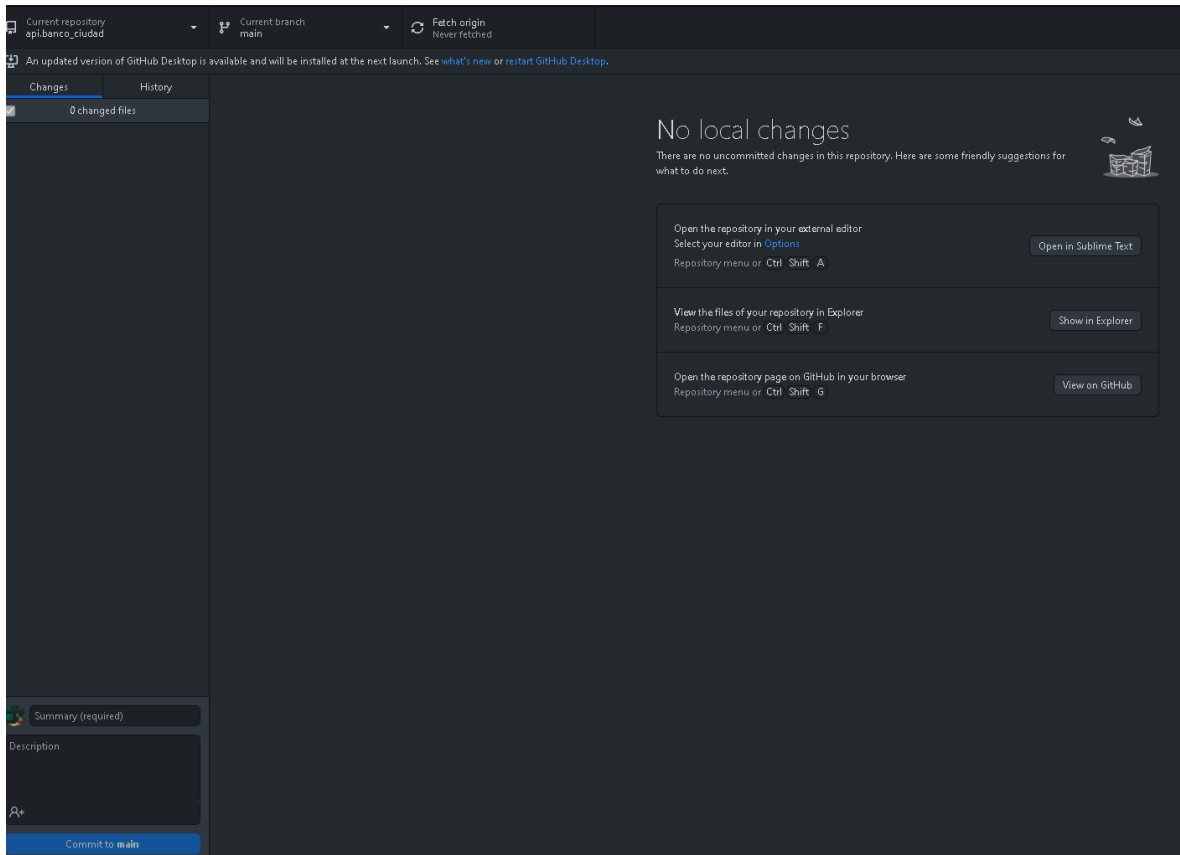 Current repository
api.banco_ciudad
Current branch
main
Fetch origin
Never fetched
An updated version of GitHub Desktop is available and will be installed at the next launch. See what's new or restart GitHub Desktop.
Changes
History
0 changed files
No local changes
There are no uncommitted changes in this repository. Here are some friendly suggestions for
what to do next.
Open the repository in your external editor
Select your editor in Options
Repository menu or Ctrl Shift A
Open in Sublime Text
View the files of your repository in Explorer
Repository menu or Ctrl Shift F
Show in Explorer
Open the repository page on GitHub in your browser
Repository menu or Ctrl Shift G
View on GitHub
Summary (required)
Description
Commit to main